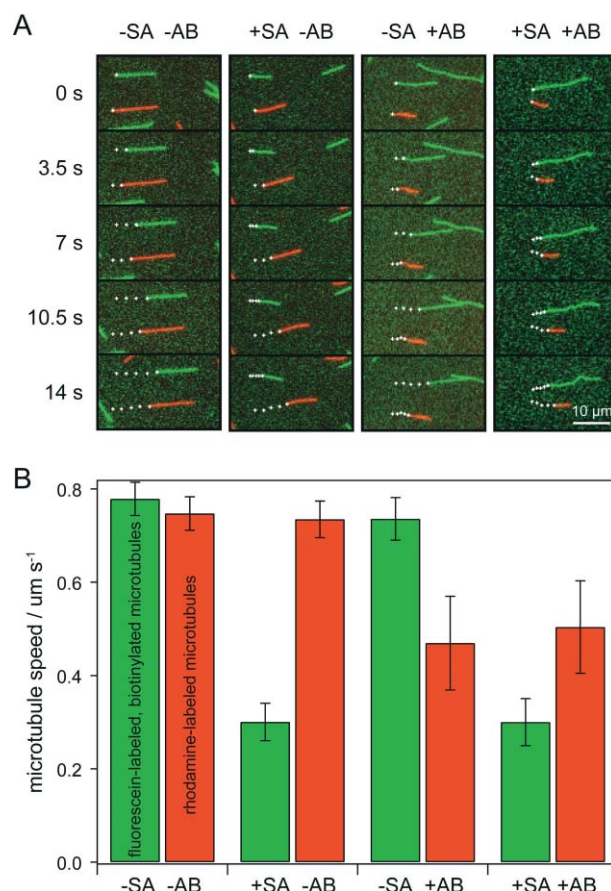 A
-SA -AB +SA -AB -SA +AB +SA +AB
0 s
3.5 s
7 s
10.5 s
14 s
10 µm
B
microtubule speed / um s-1
0.8
0.6
0.4
0.2
0.0
fluorescein-labeled, biotinylated microtubules
rhodamine-labeled microtubules
-SA -AB +SA -AB -SA +AB +SA +AB